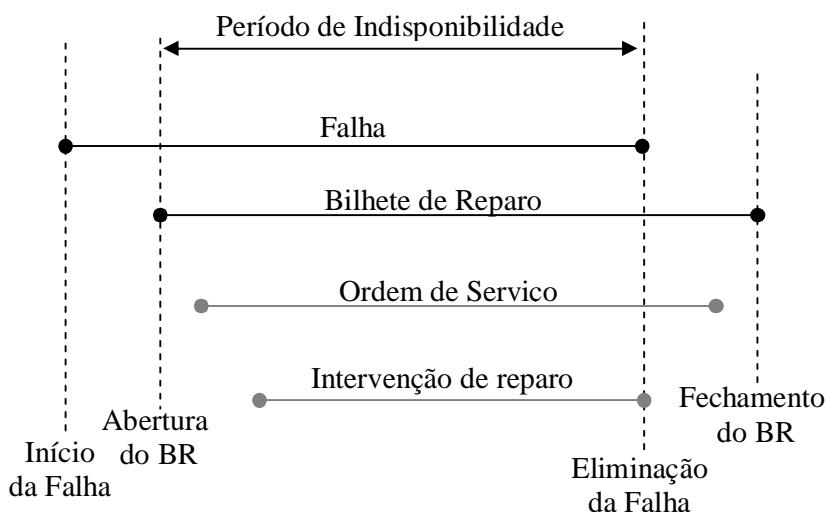 Período de Indisponibilidade
Falha
Bilhete de Reparo
Ordem de Servico
Intervenção de reparo
Início
da Falha
Abertura
do BR
Eliminação
da Falha
Fechamento
do BR